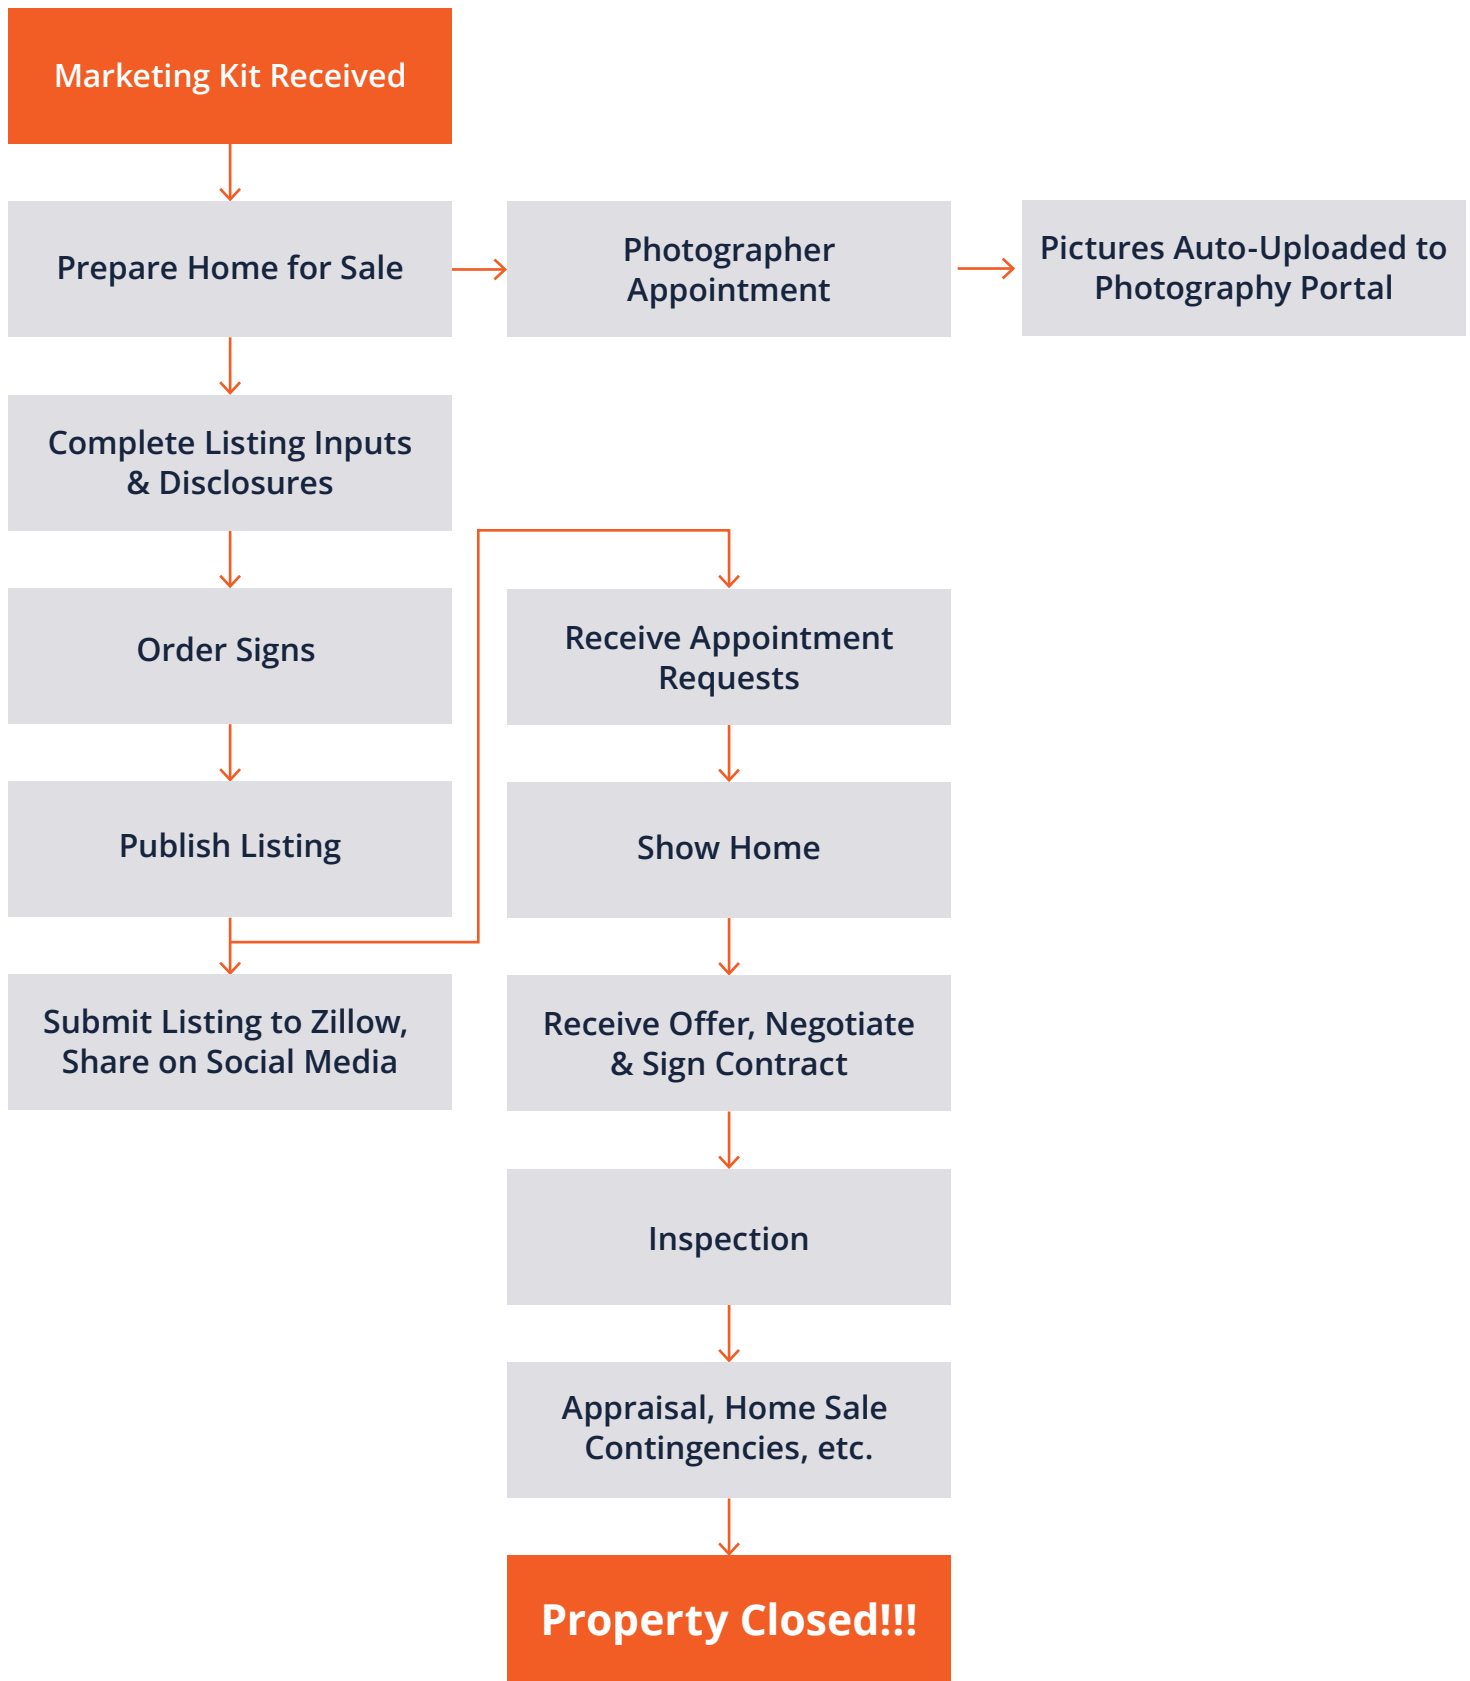 Marketing Kit Received
Prepare Home for Sale
Photographer
Appointment
Pictures Auto-Uploaded to
Photography Portal
Complete Listing Inputs
& Disclosures
Order Signs
Publish Listing
Submit Listing to Zillow,
Share on Social Media
Receive Appointment
Requests
Show Home
Receive Offer, Negotiate
& Sign Contract
Inspection
Appraisal, Home Sale
Contingencies, etc.
Property Closed!!!